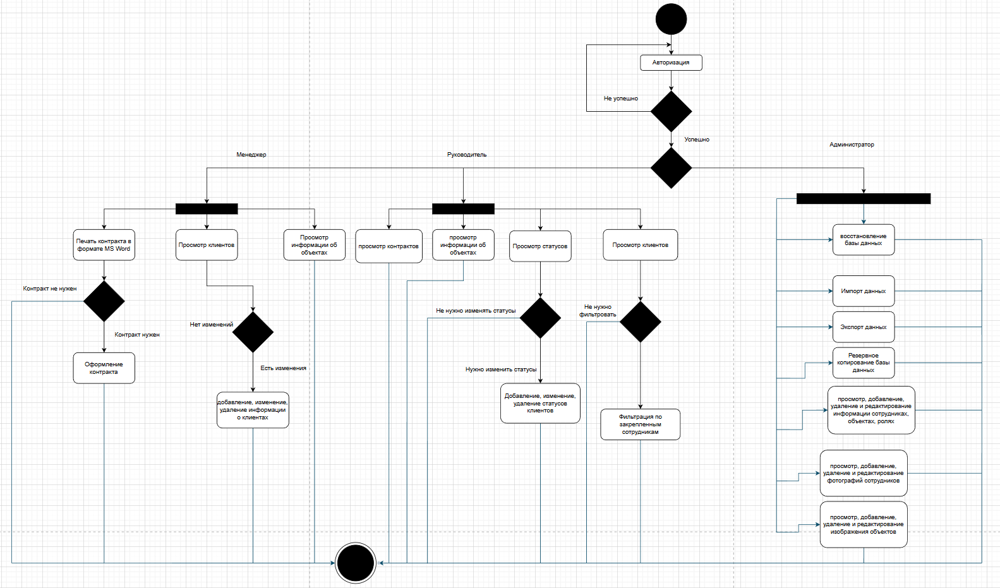 Авторизация
Не успешно
Успешно
Менеджер
Руководитель
Администратор
Печать контракта в
формате MS Word
Просмотр клиентов
Просмотр
информации об
объектах
просмотр контрактов
просмотр
информации об
объектах
Просмотр статусов
Просмотр клиентов
восстановление
базы данных
Контракт не нужен
Контракт нужен
Оформление
контракта
Нет изменений
Есть изменения
добавление, изменение,
удаление информации
о клиентах
Не нужно изменять статусы
Нужно изменить статусы
Добавление, изменение,
удаление статусов
клиентов
Не нужно
фильтровать
Фильтрация по
закрепленным
сотрудникам
Импорт данных
Экспорт данных
Резервное
копирование базы
данных
просмотр, добавление,
удаление и редактирование
информации сотрудниках,
объектах, ролях
просмотр, добавление,
удаление и редактирование
фотографий сотрудников
просмотр, добавление,
удаление и редактирование
изображения объектов